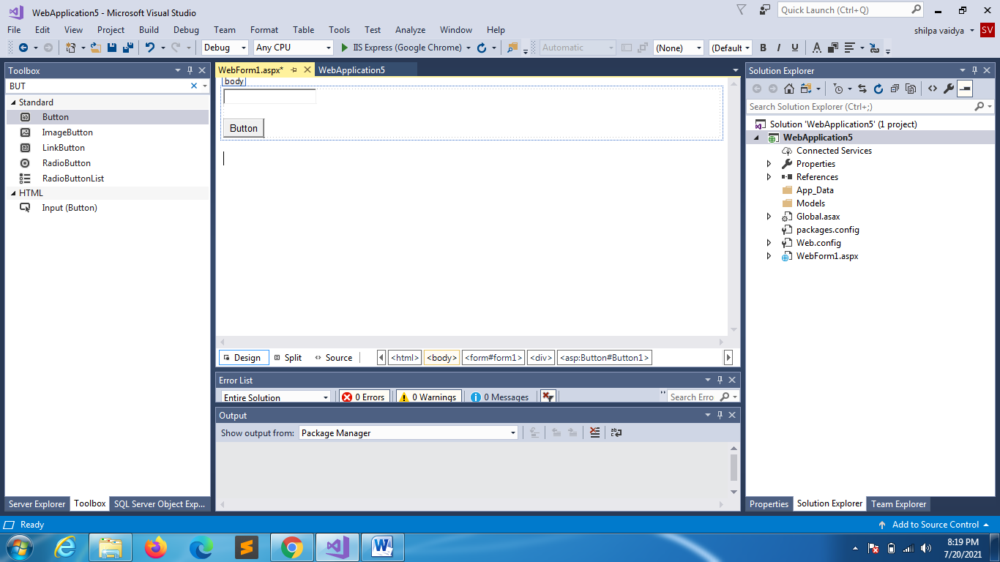 WebApplication5 - Microsoft Visual Studio
Quick Launch (Ctrl+Q)
File Edit View Project Build Debug Team Format Table Tools Test Analyze Window Help
shilpa vaidya SV
Debug Any CPU IIS Express (Google Chrome) Automatic (None) (Default B I U A
Toolbox
BUT
Standard
Button
ImageButton
LinkButton
RadioButton
RadioButtonList
HTML
Input (Button)
Server Explorer Toolbox SQL Server Object Exp...
WebForm1.aspx* WebApplication5
body
Button
Design Split Source <html> <body> <form#form1> <div> <asp:Button#Button1>
Error List
Entire Solution 0 Errors 0 Warnings 0 Messages " Search Erro
Output
Show output from: Package Manager
Solution Explorer
Search Solution Explorer (Ctrl+;)
Solution 'WebApplication5' (1 project)
WebApplication5
Connected Services
Properties
References
App_Data
Models
Global.asax
packages.config
Web.config
WebForm1.aspx
Properties Solution Explorer Team Explorer
Ready
Add to Source Control
8:19 PM
7/20/2021